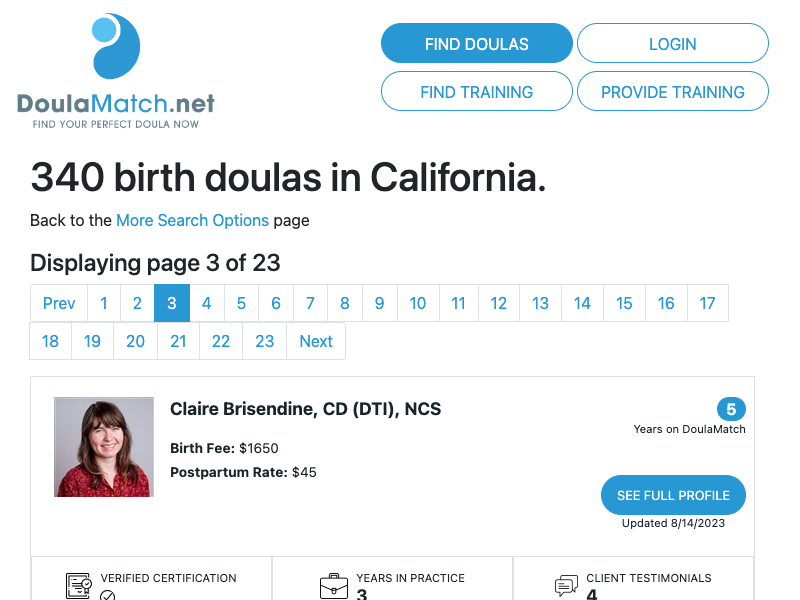 DoulaMatch.net
FIND YOUR PERFECT DOULA NOW
FIND DOULAS
LOGIN
FIND TRAINING
PROVIDE TRAINING
340 birth doulas in California.
Back to the More Search Options page
Displaying page 3 of 23
Prev 1 2 3 4 5 6 7 8 9 10 11 12 13 14 15 16 17
18 19 20 21 22 23 Next
Claire Brisendine, CD (DTI), NCS
Birth Fee: $1650
Postpartum Rate: $45
5
Years on DoulaMatch
SEE FULL PROFILE
Updated 8/14/2023
VERIFIED CERTIFICATION
YEARS IN PRACTICE
3
CLIENT TESTIMONIALS
4